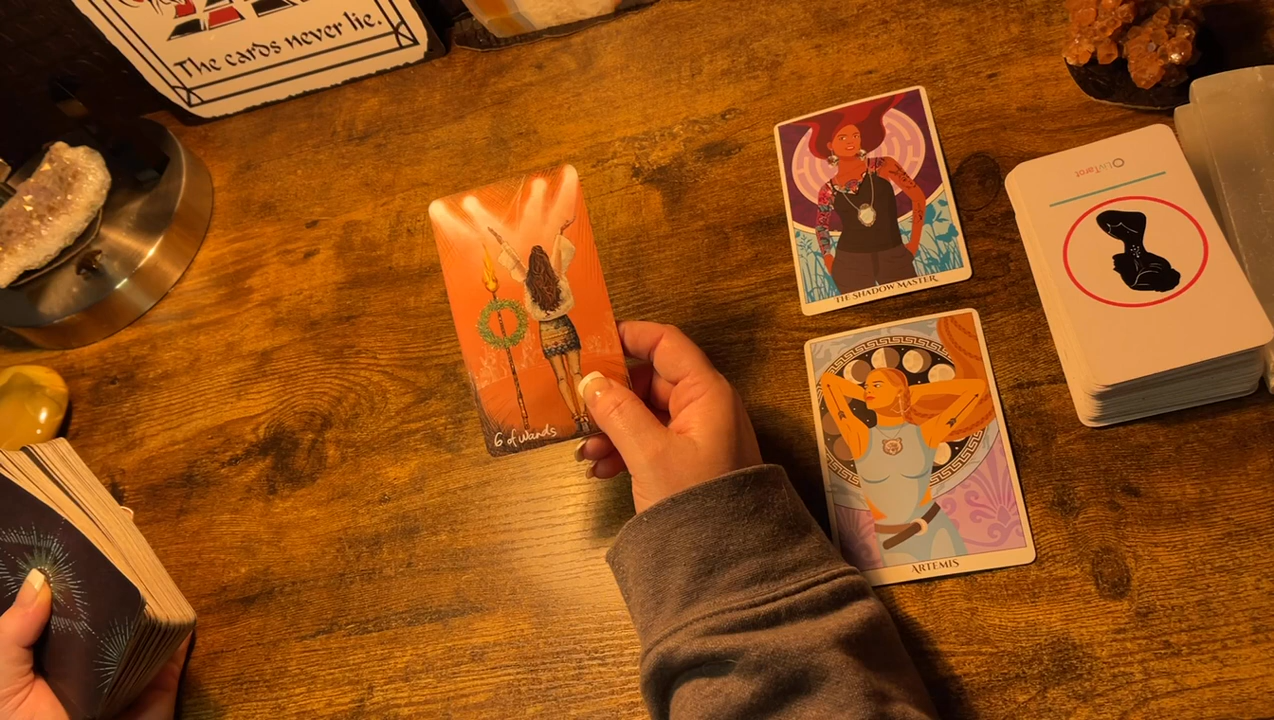 The cards never lie.
THE SHADOW MASTER
6 of Wands
ARTEMIS